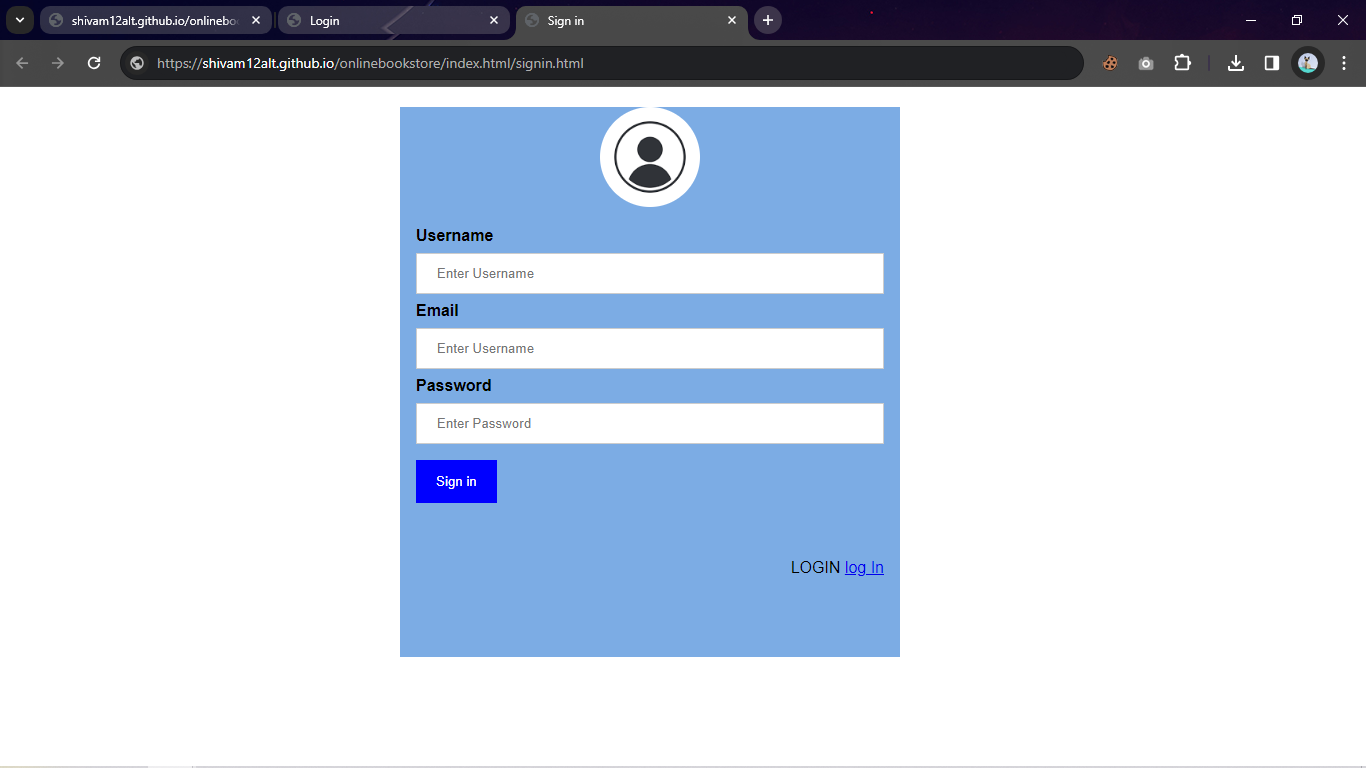 shivam12alt.github.io/onlinebo
Login
Sign in
https://shivam12alt.github.io/onlinebookstore/index.html/signin.html
Username
Enter Username
Email
Enter Username
Password
Enter Password
Sign in
LOGIN log In